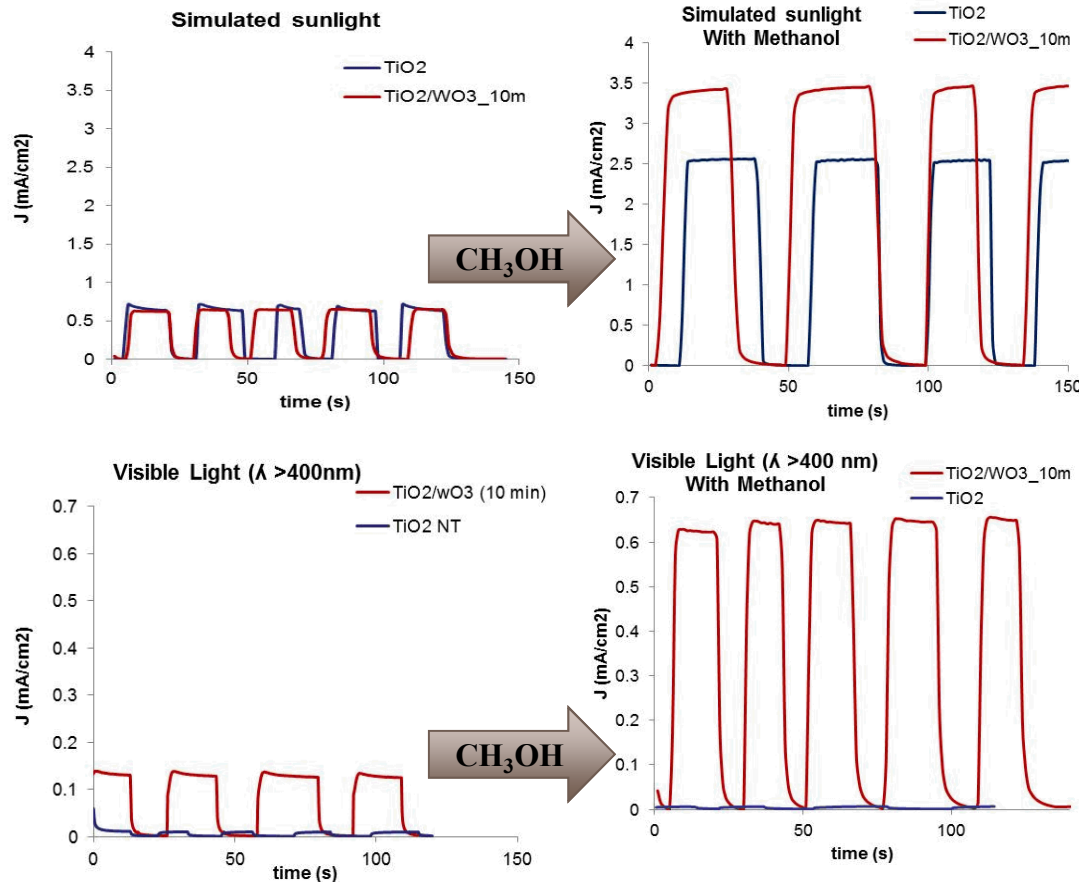 Simulated sunlight
TiO2
TiO2/WO3_10m
J (mA/cm2)
4
3.5
3
2.5
2
1.5
1
0.5
0
0 50 100 150
time (s)
CH₃OH
Simulated sunlight
With Methanol
TiO2
TiO2/WO3_10m
J (mA/cm2)
4
3.5
3
2.5
2
1.5
1
0.5
0
0 50 100 150
time (s)
Visible Light (ʎ >400nm)
TiO2/wO3 (10 min)
TiO2 NT
J (mA/cm2)
0.7
0.6
0.5
0.4
0.3
0.2
0.1
0
0 50 100 150
time (s)
CH₃OH
Visible Light (ʎ >400 nm)
With Methanol
TiO2/WO3_10m
TiO2
J (mA/cm2)
0.7
0.6
0.5
0.4
0.3
0.2
0.1
0
0 50 100
time (s)